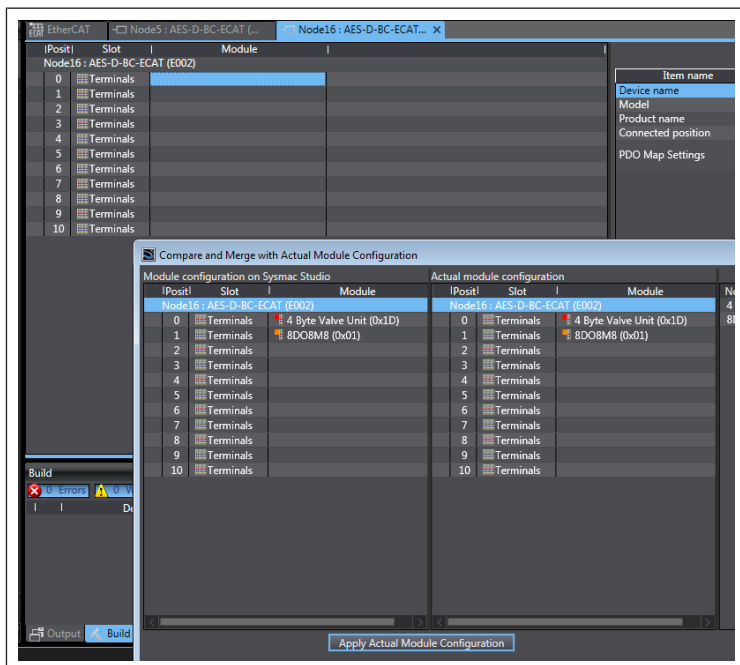 EtherCAT
Node5 : AES-D-BC-ECAT (...
Node16 : AES-D-BC-ECAT...
Posit Slot Module
Node16 : AES-D-BC-ECAT (E002)
0 Terminals
1 Terminals
2 Terminals
3 Terminals
4 Terminals
5 Terminals
6 Terminals
7 Terminals
8 Terminals
9 Terminals
10 Terminals
Item name
Device name
Model
Product name
Connected position
PDO Map Settings
Compare and Merge with Actual Module Configuration
Module configuration on Sysmac Studio
Posit Slot Module
Node16 : AES-D-BC-ECAT (E002)
0 Terminals 4 Byte Valve Unit (0x1D)
1 Terminals 8DO8M8 (0x01)
2 Terminals
3 Terminals
4 Terminals
5 Terminals
6 Terminals
7 Terminals
8 Terminals
9 Terminals
10 Terminals
Actual module configuration
Posit Slot Module
Node16 : AES-D-BC-ECAT (E002)
0 Terminals 4 Byte Valve Unit (0x1D)
1 Terminals 8DO8M8 (0x01)
2 Terminals
3 Terminals
4 Terminals
5 Terminals
6 Terminals
7 Terminals
8 Terminals
9 Terminals
10 Terminals
Build
0 Errors 0 W
De
Output Build
Apply Actual Module Configuration